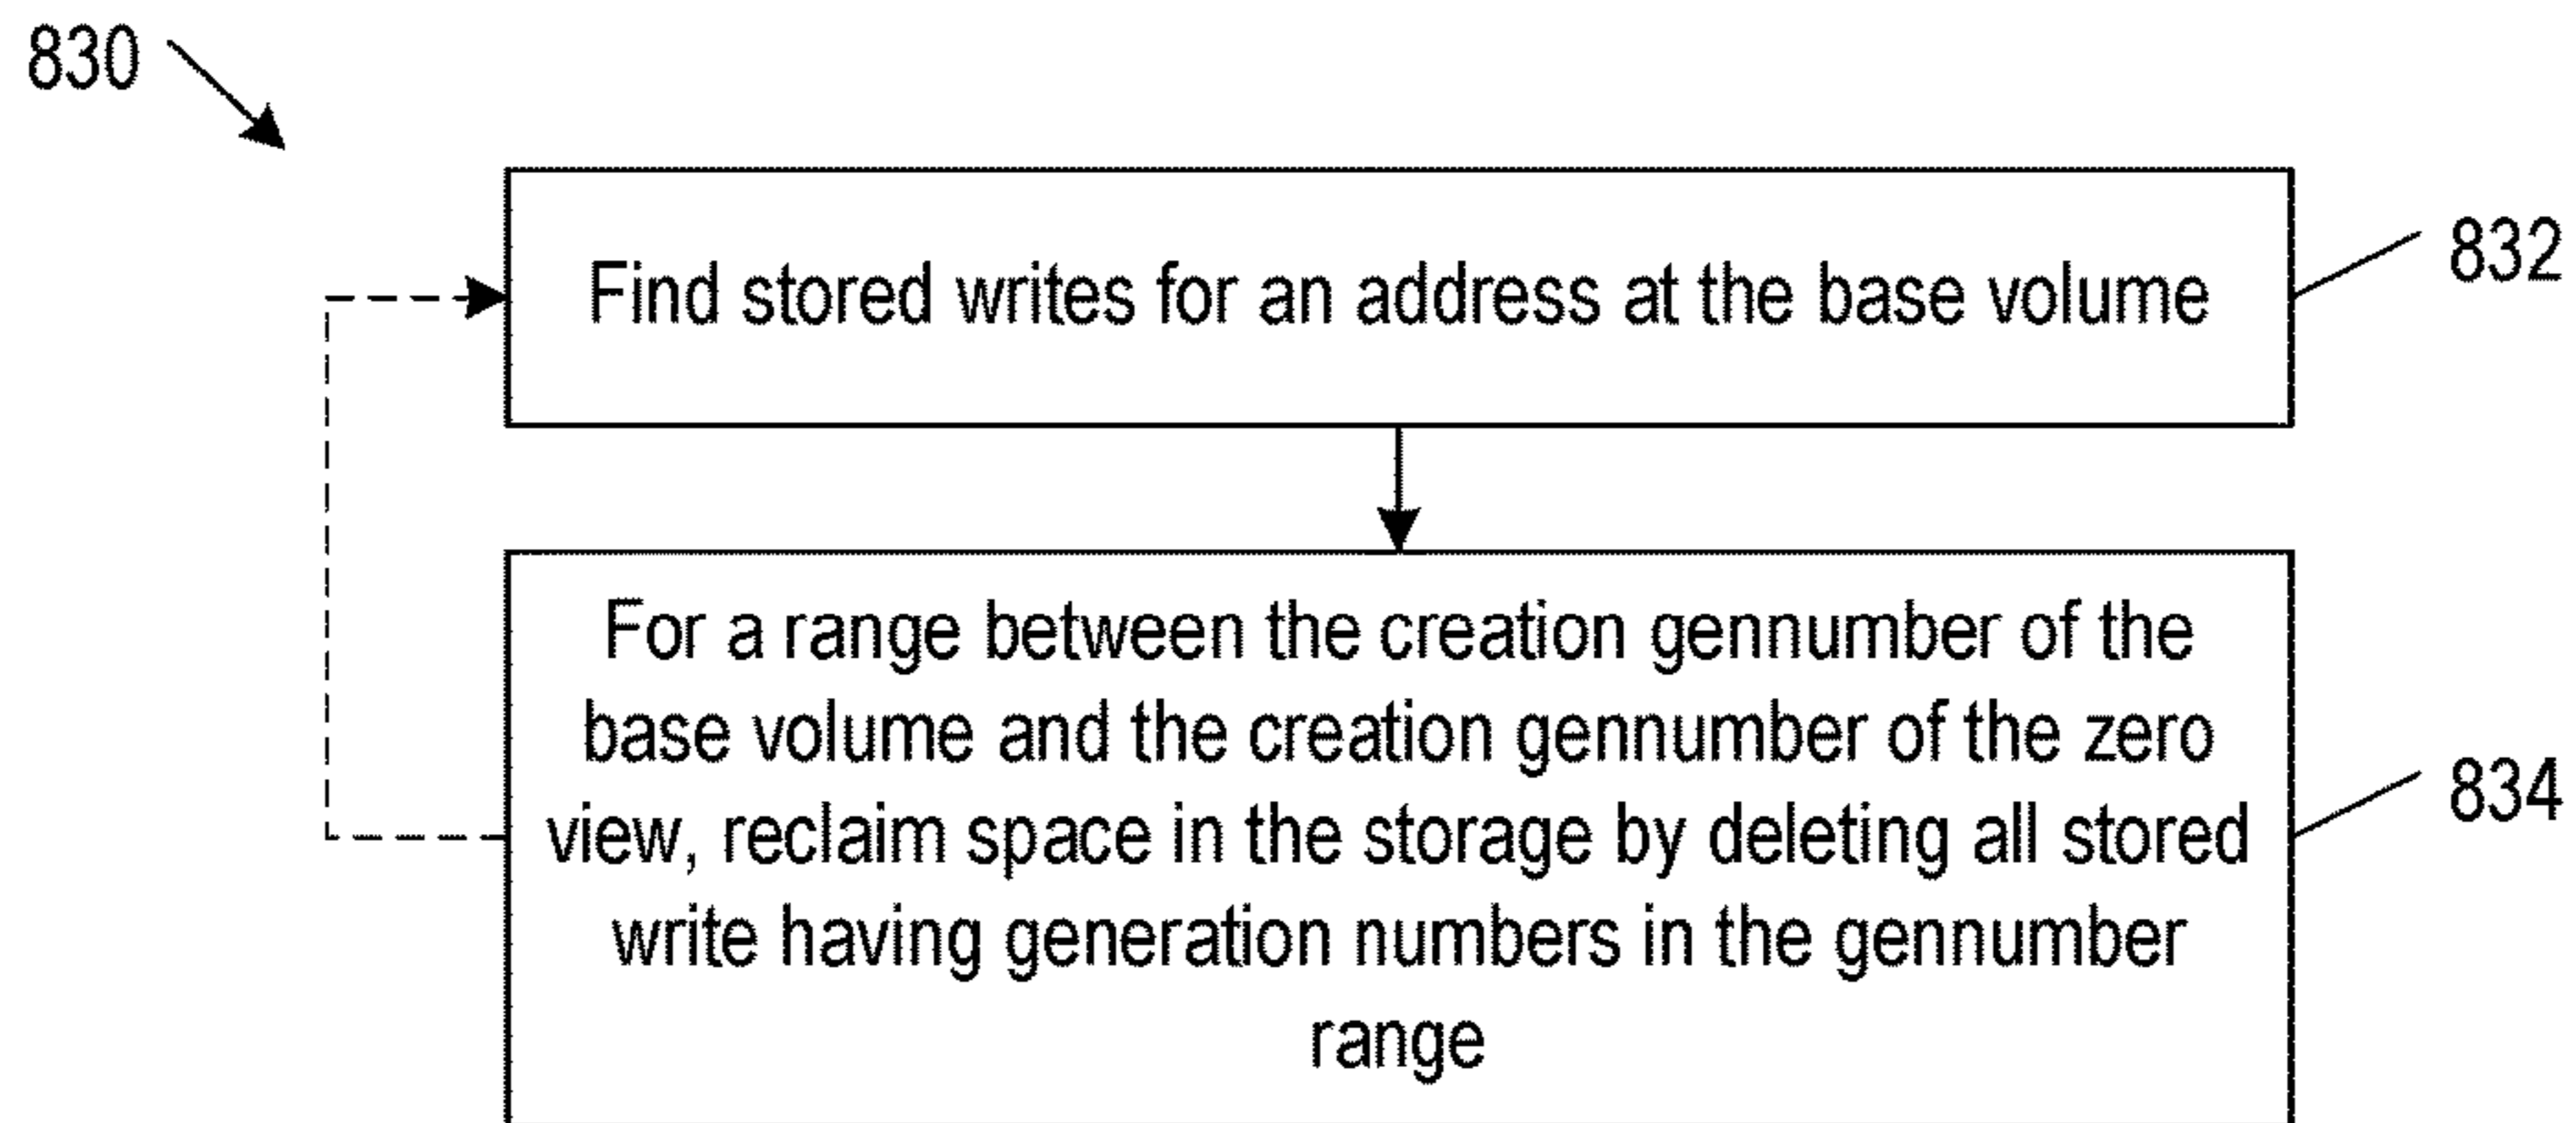 830
Find stored writes for an address at the base volume
832
For a range between the creation gennumber of the
base volume and the creation gennumber of the zero
view, reclaim space in the storage by deleting all stored
write having generation numbers in the gennumber
range
834